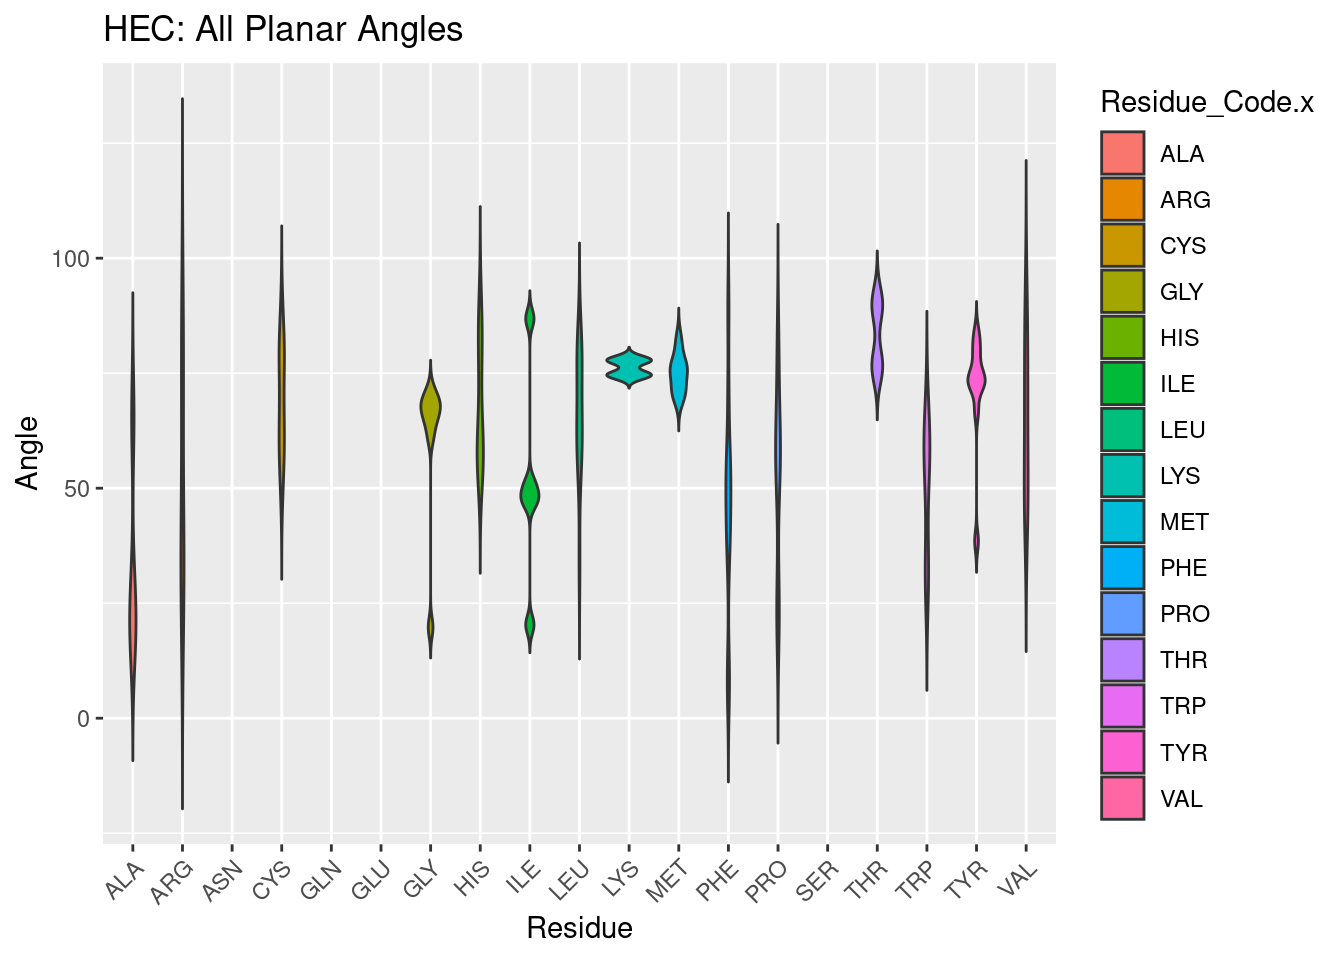 HEC: All Planar Angles
Angle
100
50
0
ALA
ARG
ASN
CYS
GLN
GLU
GLY
HIS
ILE
LEU
LYS
MET
PHE
PRO
SER
THR
TRP
TYR
VAL
Residue
Residue_Code.x
ALA
ARG
CYS
GLY
HIS
ILE
LEU
LYS
MET
PHE
PRO
THR
TRP
TYR
VAL